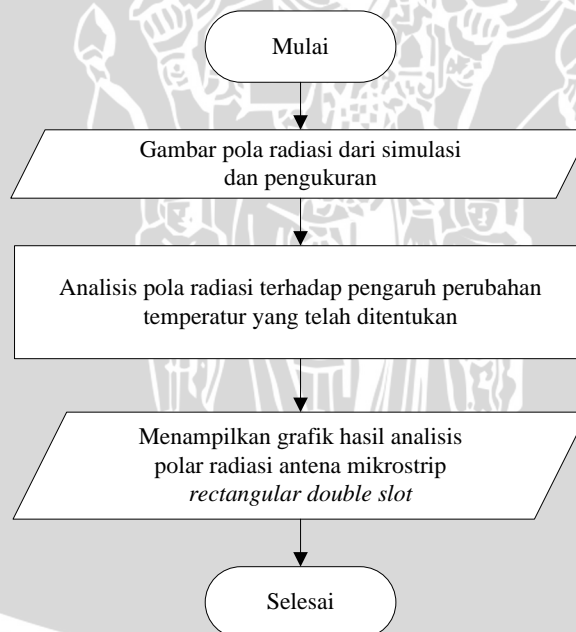 Mulai
Gambar pola radiasi dari simulasi
dan pengukuran
Analisis pola radiasi terhadap pengaruh perubahan
temperatur yang telah ditentukan
Menampilkan grafik hasil analisis
polar radiasi antena mikrostrip
rectangular double slot
Selesai